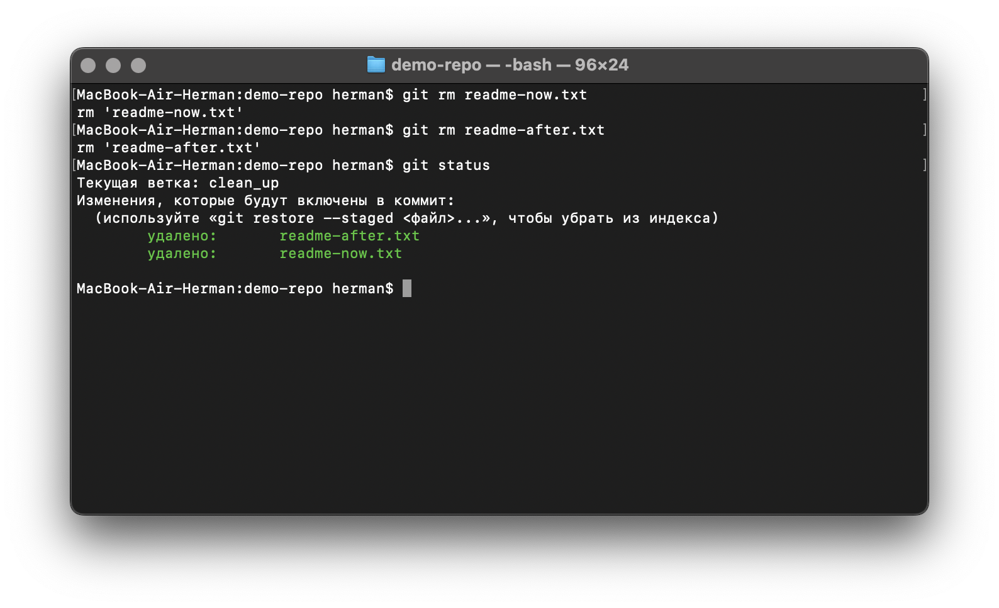 demo-repo — -bash — 96×24
[MacBook-Air-Herman:demo-repo herman$ git rm readme-now.txt ]
rm 'readme-now.txt'
[MacBook-Air-Herman:demo-repo herman$ git rm readme-after.txt ]
rm 'readme-after.txt'
[MacBook-Air-Herman:demo-repo herman$ git status ]
Текущая ветка: clean_up
Изменения, которые будут включены в коммит:
  (используйте «git restore --staged <файл>...», чтобы убрать из индекса)
        удалено:       readme-after.txt
        удалено:       readme-now.txt
MacBook-Air-Herman:demo-repo herman$